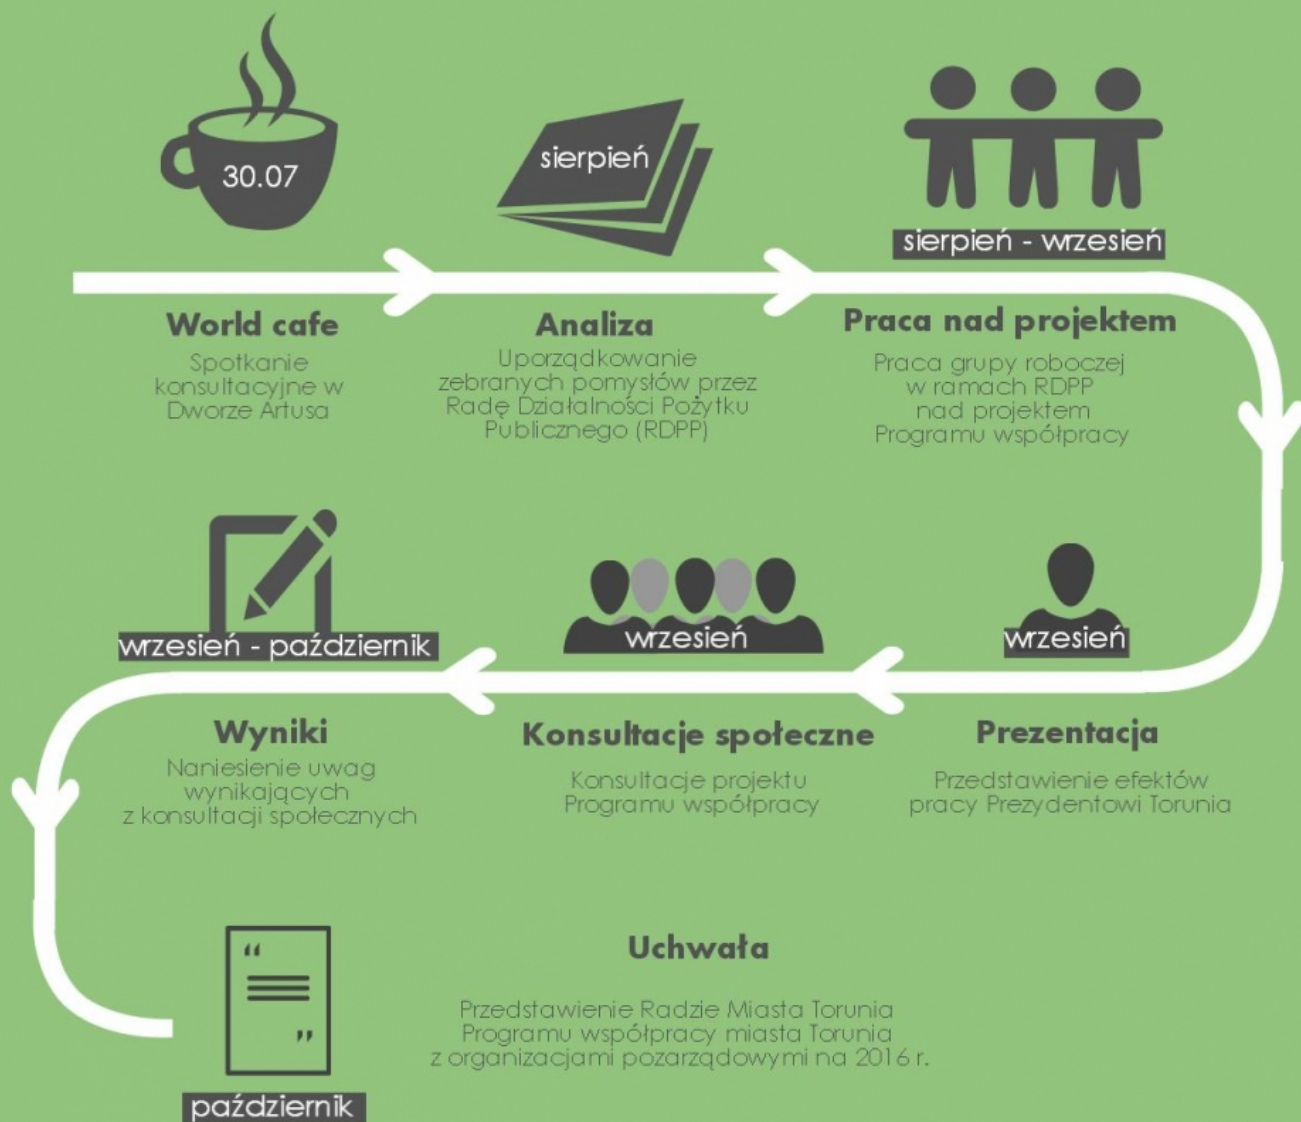 30.07
World cafe
Spotkanie
konsultacyjne w
Dworze Artusa
sierpień
Analiza
Uporządkowanie
zebranych pomysłów przez
Radę Działalności Pożytku
Publicznego (RDPP)
sierpień - wrzesień
Praca nad projektem
Praca grupy roboczej
w ramach RDPP
nad projektem
Programu współpracy
wrzesień
Prezentacja
Przedstawienie efektów
pracy Prezydentowi Torunia
wrzesień
Konsultacje społeczne
Konsultacje projektu
Programu współpracy
wrzesień - październik
Wyniki
Naniesienie uwag
wynikających
z konsultacji społecznych
październik
Uchwała
Przedstawienie Radzie Miasta Torunia
Programu współpracy miasta Torunia
z organizacjami pozarządowymi na 2016 r.